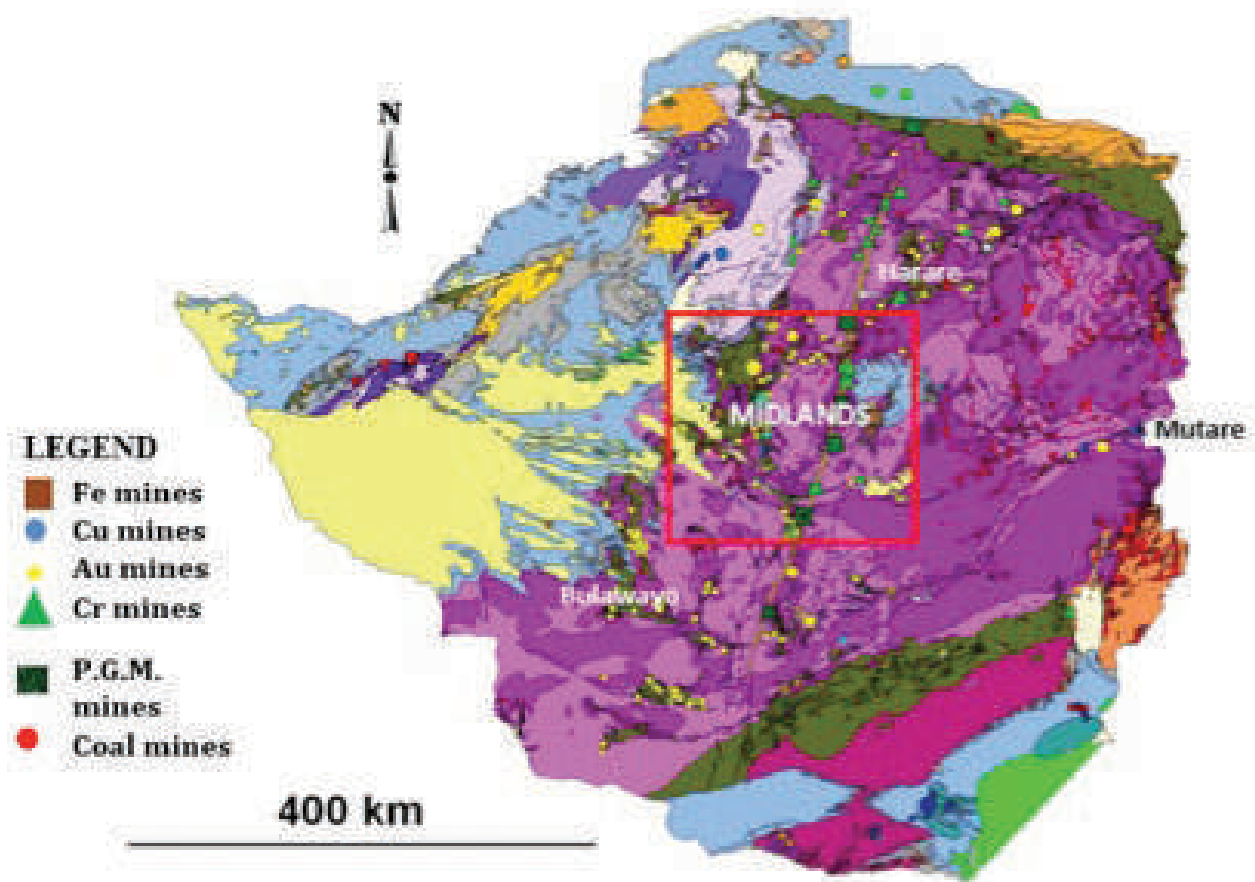 N
Harare
MIDLANDS
Mutare
LEGEND
Fe mines
Cu mines
Au mines
Cr mines
P.G.M.
mines
Coal mines
Bulawayo
400 km